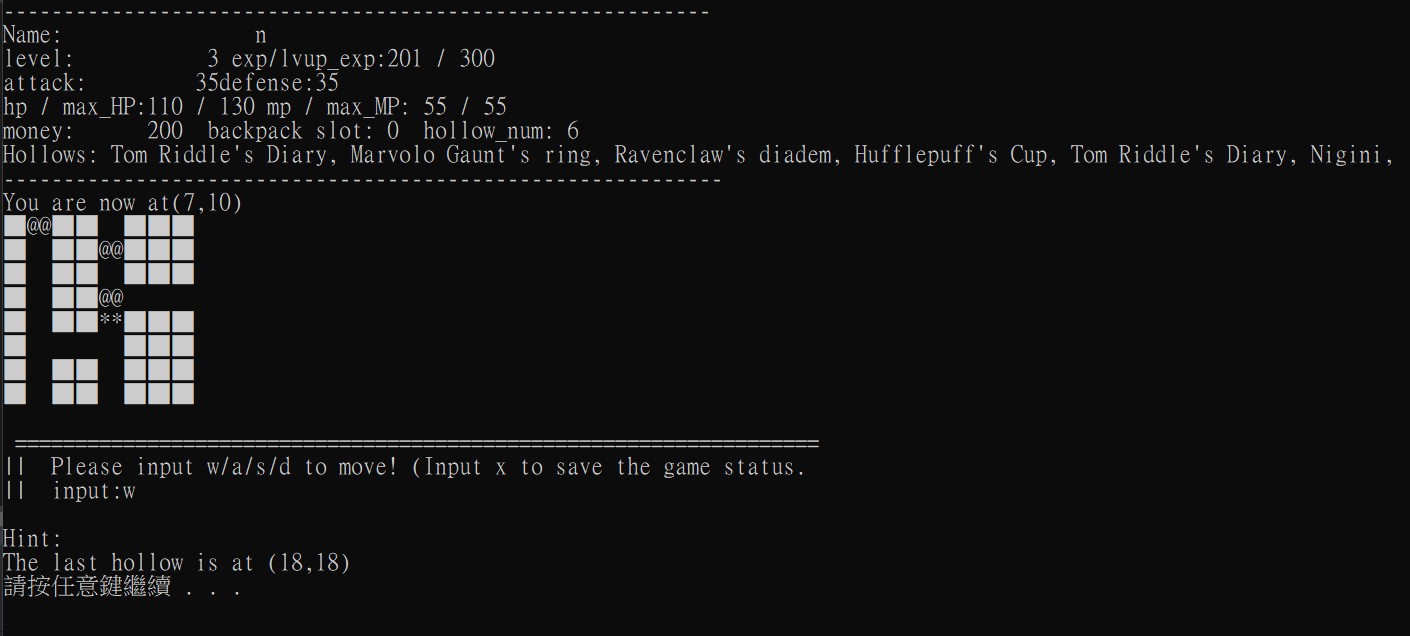 -----------------------------------------------------------
Name:                n
level:           3 exp/lvup_exp:201 / 300
attack:         35defense:35
hp / max_HP:110 / 130 mp / max_MP: 55 / 55
money:      200  backpack slot: 0  hollow_num: 6
Hollows: Tom Riddle's Diary, Marvolo Gaunt's ring, Ravenclaw's diadem, Hufflepuff's Cup, Tom Riddle's Diary, Nigini,
------------------------------------------------------------
You are now at(7,10)
■@@■■  ■■■
■  ■■@@■■■
■  ■■  ■■■
■  ■■@@
■  ■■**■■■
■      ■■■
■  ■■  ■■■
■  ■■  ■■■
===================================================================
||  Please input w/a/s/d to move! (Input x to save the game status.
||  input:w
Hint:
The last hollow is at (18,18)
請按任意鍵繼續 . . .